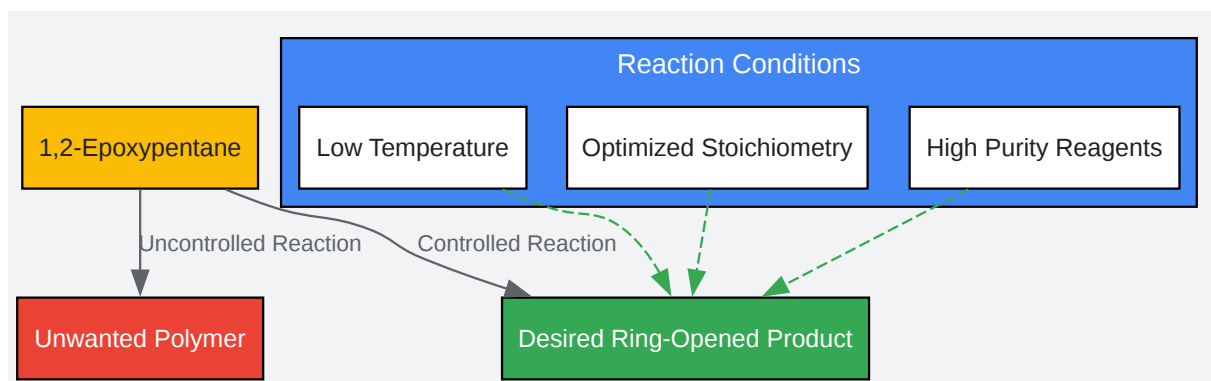 Reaction Conditions
1,2-Epoxypentane
Low Temperature
Optimized Stoichiometry
High Purity Reagents
Uncontrolled Reaction
Controlled Reaction
Unwanted Polymer
Desired Ring-Opened Product